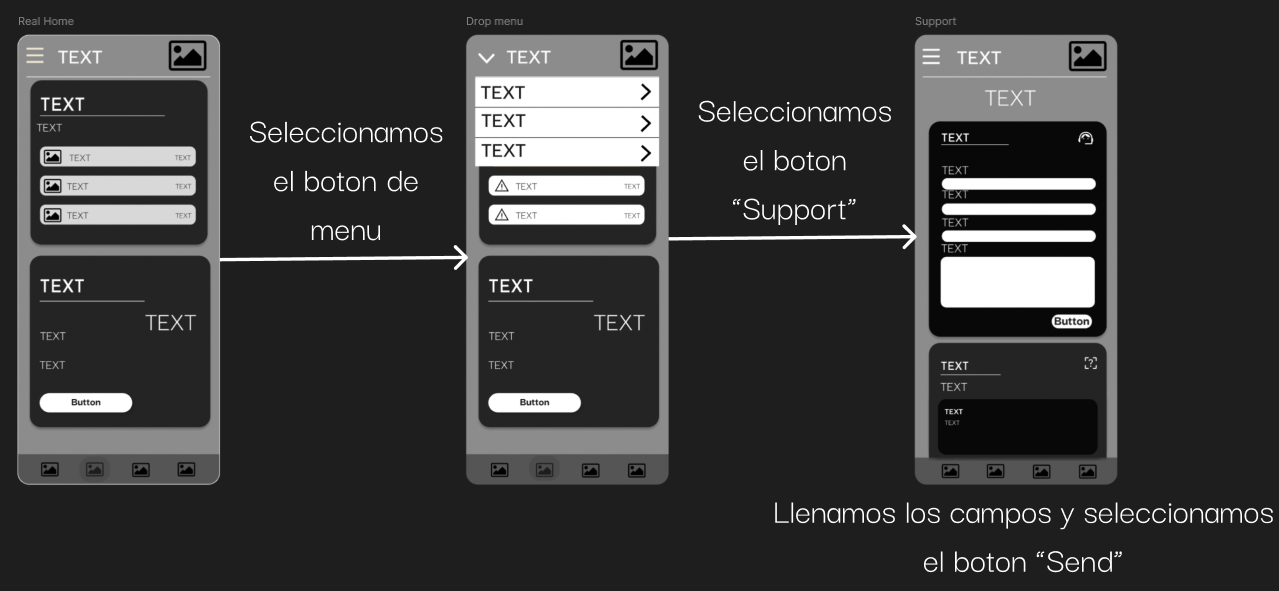 Real Home
TEXT
TEXT
TEXT
TEXT TEXT
TEXT TEXT
TEXT TEXT
TEXT
TEXT
TEXT
TEXT
Button
Seleccionamos
el boton de
menu
Drop menu
TEXT
TEXT
TEXT
TEXT
TEXT TEXT
TEXT TEXT
TEXT
TEXT
TEXT
TEXT
Button
Seleccionamos
el boton
“Support”
Support
TEXT
TEXT
TEXT
TEXT
TEXT
TEXT
TEXT
Button
TEXT
TEXT
TEXT
TEXT
Llenamos los campos y seleccionamos
el boton “Send”